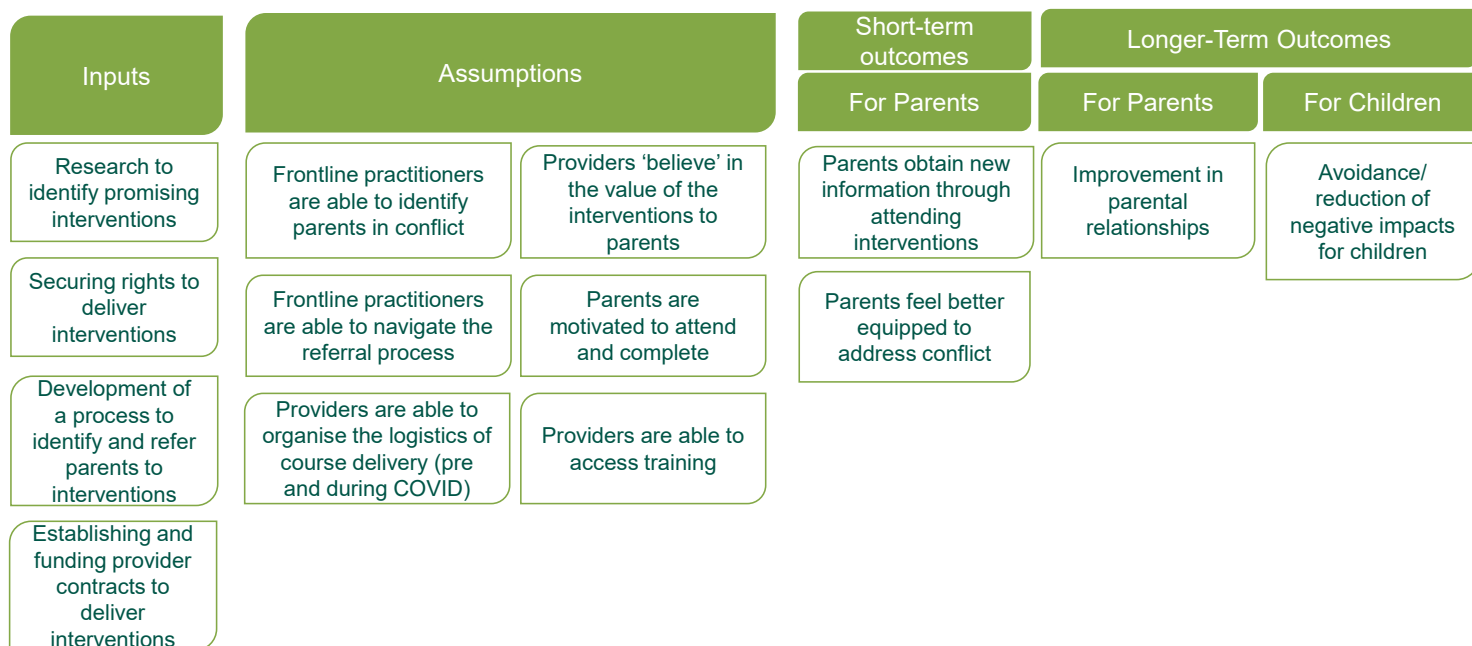 Inputs
Research to
identify promising
interventions
Securing rights to
deliver
interventions
Development of
a process to
identify and refer
parents to
interventions
Establishing and
funding provider
contracts to
deliver
interventions
Assumptions
Frontline practitioners
are able to identify
parents in conflict
Providers ‘believe’ in
the value of the
interventions to
parents
Frontline practitioners
are able to navigate the
referral process
Parents are
motivated to attend
and complete
Providers are able to
organise the logistics of
course delivery (pre
and during COVID)
Providers are able to
access training
Short-term
outcomes
For Parents
Parents obtain new
information through
attending
interventions
Parents feel better
equipped to
address conflict
Longer-Term Outcomes
For Parents
Improvement in
parental
relationships
For Children
Avoidance/
reduction of
negative impacts
for children